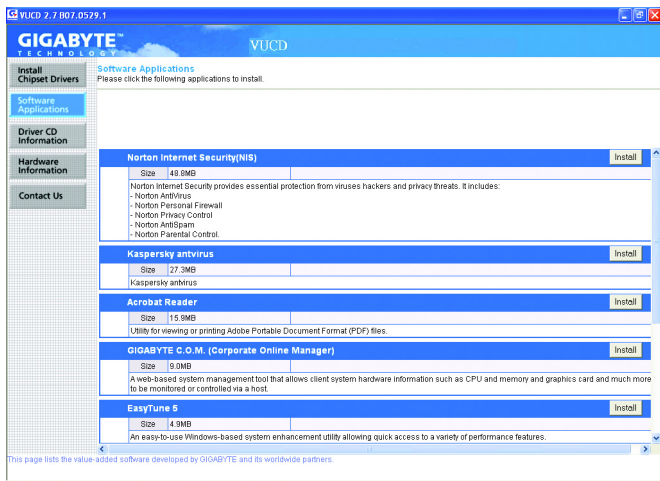 VUCD 2.7 B07.0529.1
GIGABYTE™
TECHNOLOGY
VUCD
Install
Chipset Drivers
Software
Applications
Driver CD
Information
Hardware
Information
Contact Us
Software Applications
Please click the following applications to install.
Norton Internet Security(NIS) Install
Size 48.8MB
Norton Internet Security provides essential protection from viruses hackers and privacy threats. It includes:
- Norton AntiVirus
- Norton Personal Firewall
- Norton Privacy Control
- Norton AntiSpam
- Norton Parental Control.
Kaspersky antvirus Install
Size 27.3MB
Kaspersky antvirus
Acrobat Reader Install
Size 15.9MB
Utility for viewing or printing Adobe Portable Document Format (PDF) files.
GIGABYTE C.O.M. (Corporate Online Manager) Install
Size 9.0MB
A web-based system management tool that allows client system hardware information such as CPU and memory and graphics card and much more
to be monitored or controlled via a host.
EasyTune 5 Install
Size 4.9MB
An easy-to-use Windows-based system enhancement utility allowing quick access to a variety of performance features.
This page lists the value-added software developed by GIGABYTE and its worldwide partners.